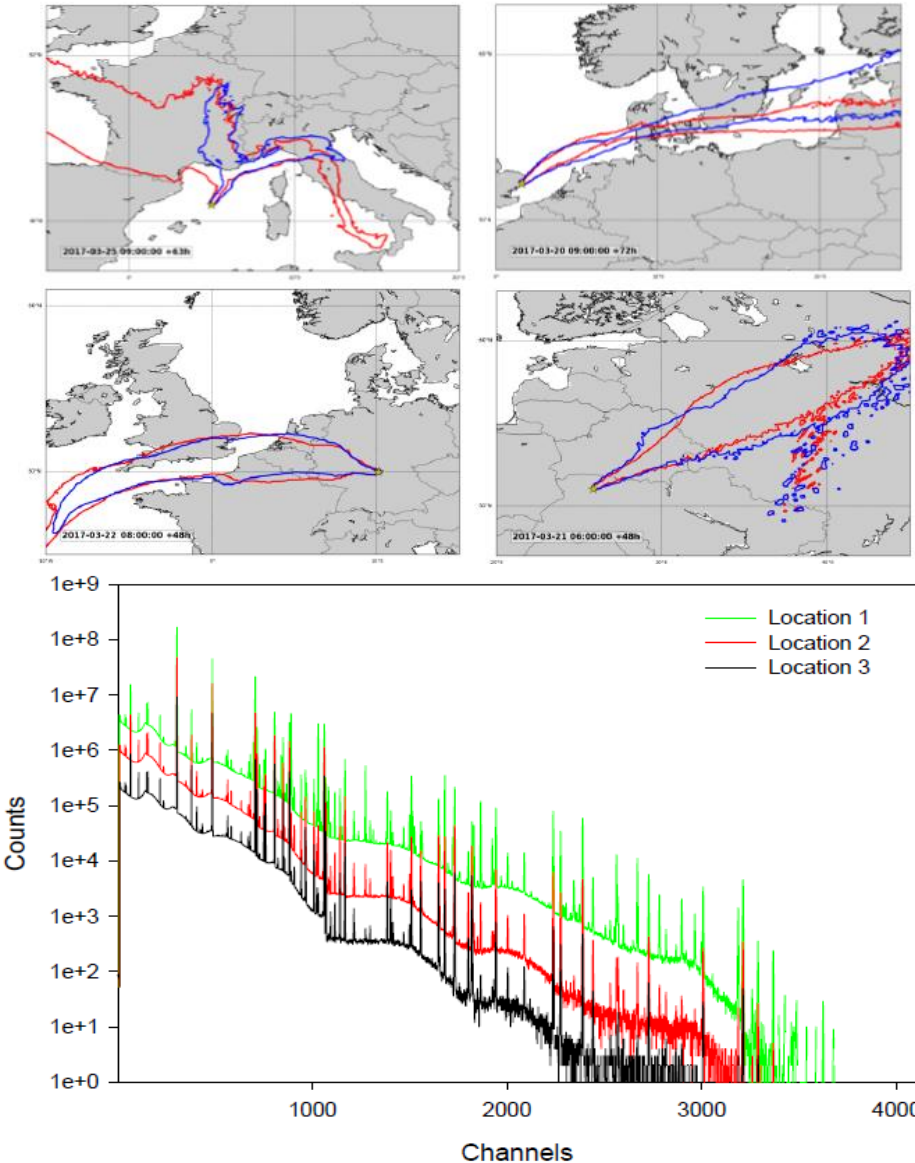 2017-03-25 09:00:00 +63h
2017-03-20 09:00:00 +72h
2017-03-22 08:00:00 +48h
2017-03-21 06:00:00 +48h
1e+9
1e+8
1e+7
1e+6
1e+5
1e+4
1e+3
1e+2
1e+1
1e+0
Counts
Location 1
Location 2
Location 3
1000
2000
3000
4000
Channels